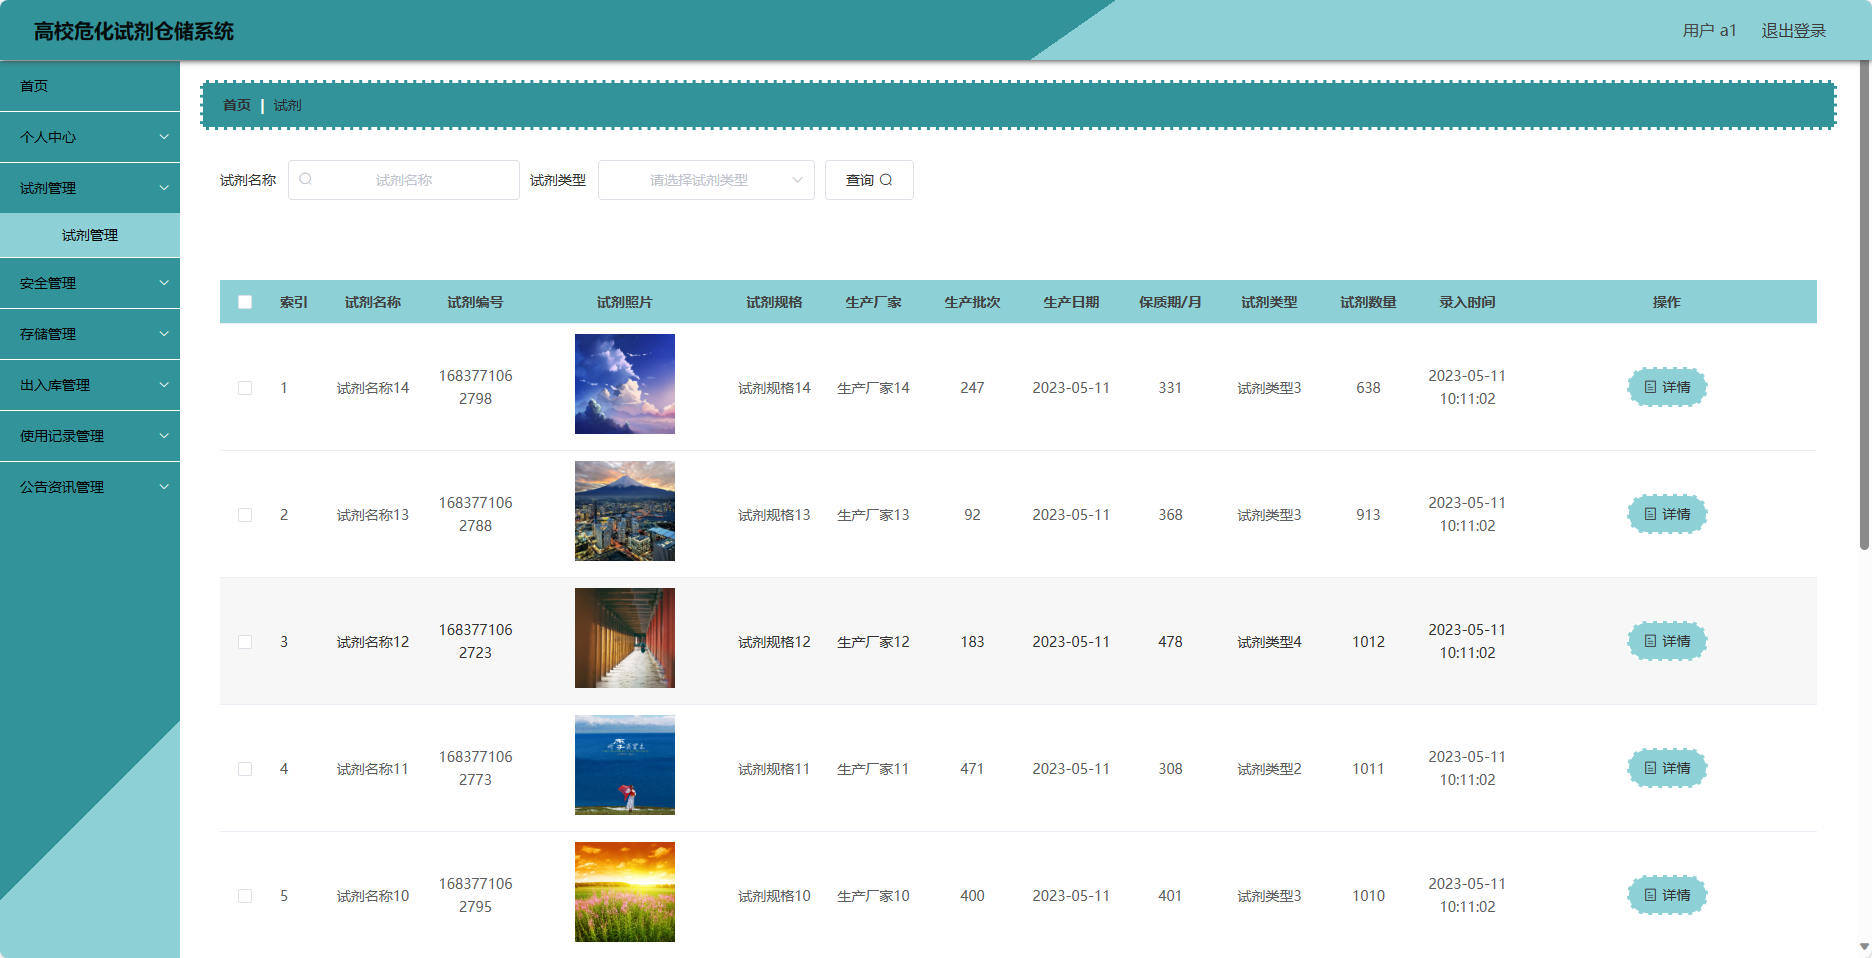 高校危化试剂仓储系统
用户 a1 退出登录
首页
个人中心
试剂管理
试剂管理
安全管理
存储管理
出入库管理
使用记录管理
公告资讯管理
首页 | 试剂
试剂名称 试剂名称 试剂类型 请选择试剂类型 查询
索引 试剂名称 试剂编号 试剂照片 试剂规格 生产厂家 生产批次 生产日期 保质期/月 试剂类型 试剂数量 录入时间 操作
1 试剂名称14 168377106 试剂规格14 生产厂家14 247 2023-05-11 331 试剂类型3 638 2023-05-11 详情
2798 10:11:02
2 试剂名称13 168377106 试剂规格13 生产厂家13 92 2023-05-11 368 试剂类型3 913 2023-05-11 详情
2788 10:11:02
3 试剂名称12 168377106 试剂规格12 生产厂家12 183 2023-05-11 478 试剂类型4 1012 2023-05-11 详情
2723 10:11:02
4 试剂名称11 168377106 试剂规格11 生产厂家11 471 2023-05-11 308 试剂类型2 1011 2023-05-11 详情
2773 10:11:02
5 试剂名称10 168377106 试剂规格10 生产厂家10 400 2023-05-11 401 试剂类型3 1010 2023-05-11 详情
2795 10:11:02